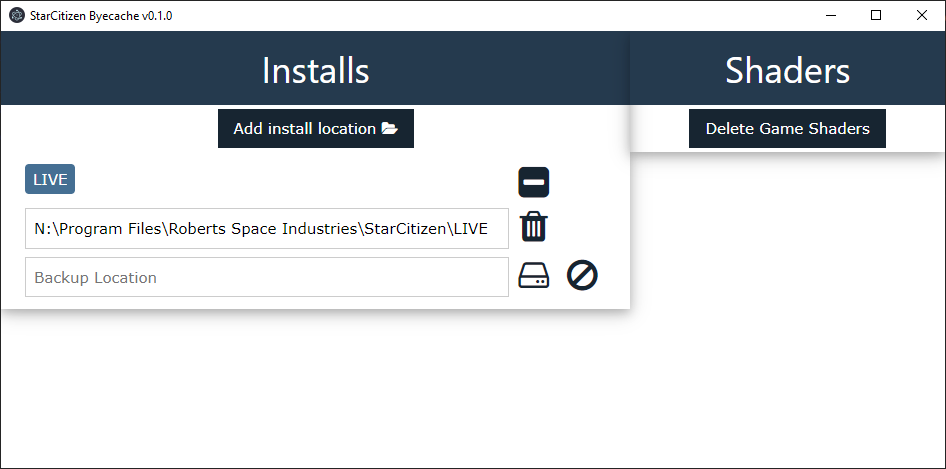 StarCitizen Byecache v0.1.0
Installs
Shaders
Add install location
Delete Game Shaders
LIVE
N:\Program Files\Roberts Space Industries\StarCitizen\LIVE
Backup Location